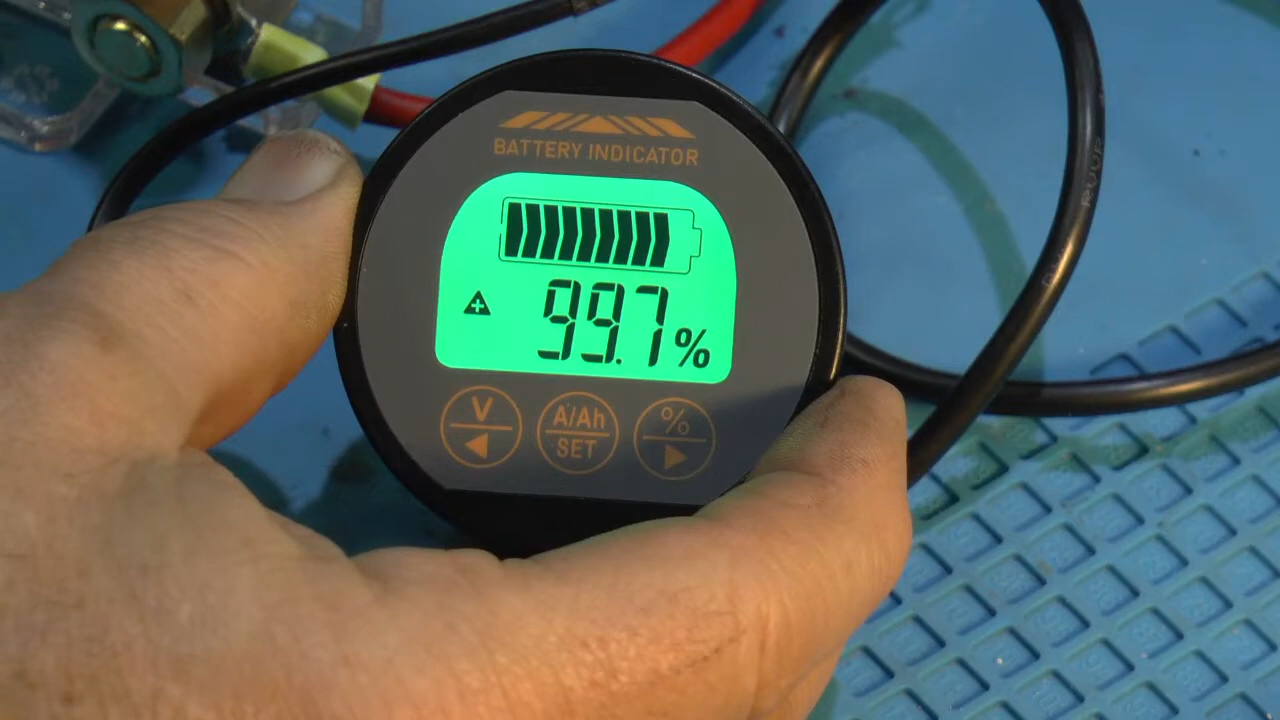 BATTERY INDICATOR
99.7%
V
A/Ah
SET
%